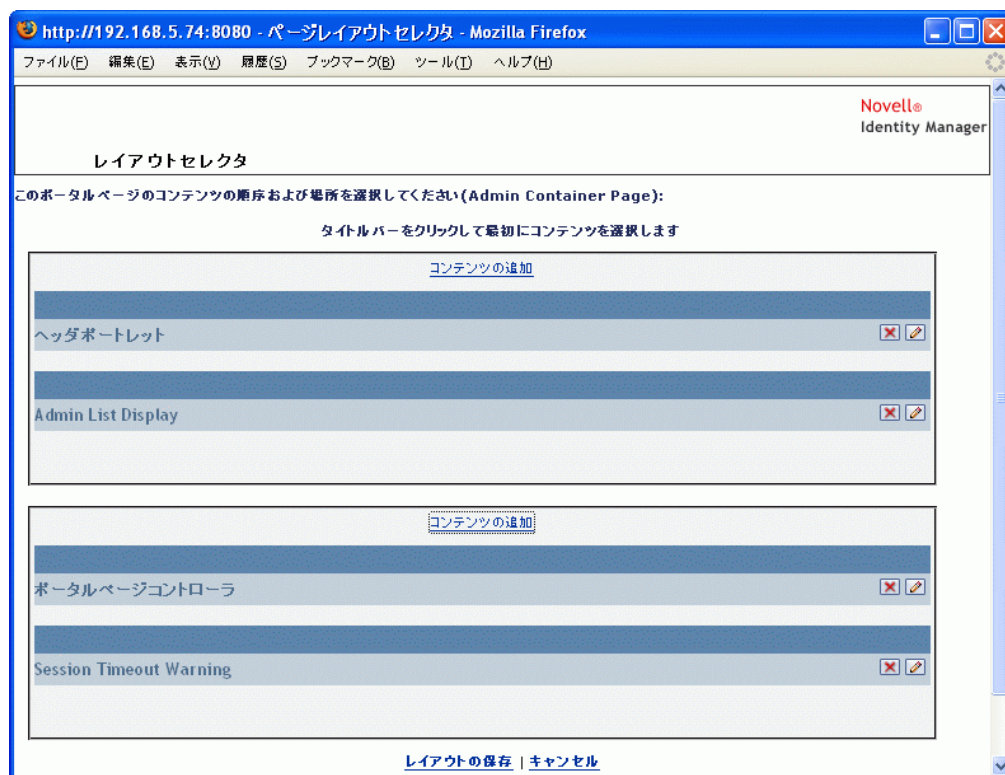 http://192.168.5.74:8080 - ページレイアウトセレクタ - Mozilla Firefox
ファイル(F) 編集(E) 表示(V) 履歴(S) ブックマーク(B) ツール(T) ヘルプ(H)
Novell®
Identity Manager
レイアウトセレクタ
このポータルページのコンテンツの順序および場所を選択してください(Admin Container Page):
タイトルバーをクリックして最初にコンテンツを選択します
コンテンツの追加
ヘッダポートレット
Admin List Display
コンテンツの追加
ポータルページコントローラ
Session Timeout Warning
レイアウトの保存 | キャンセル